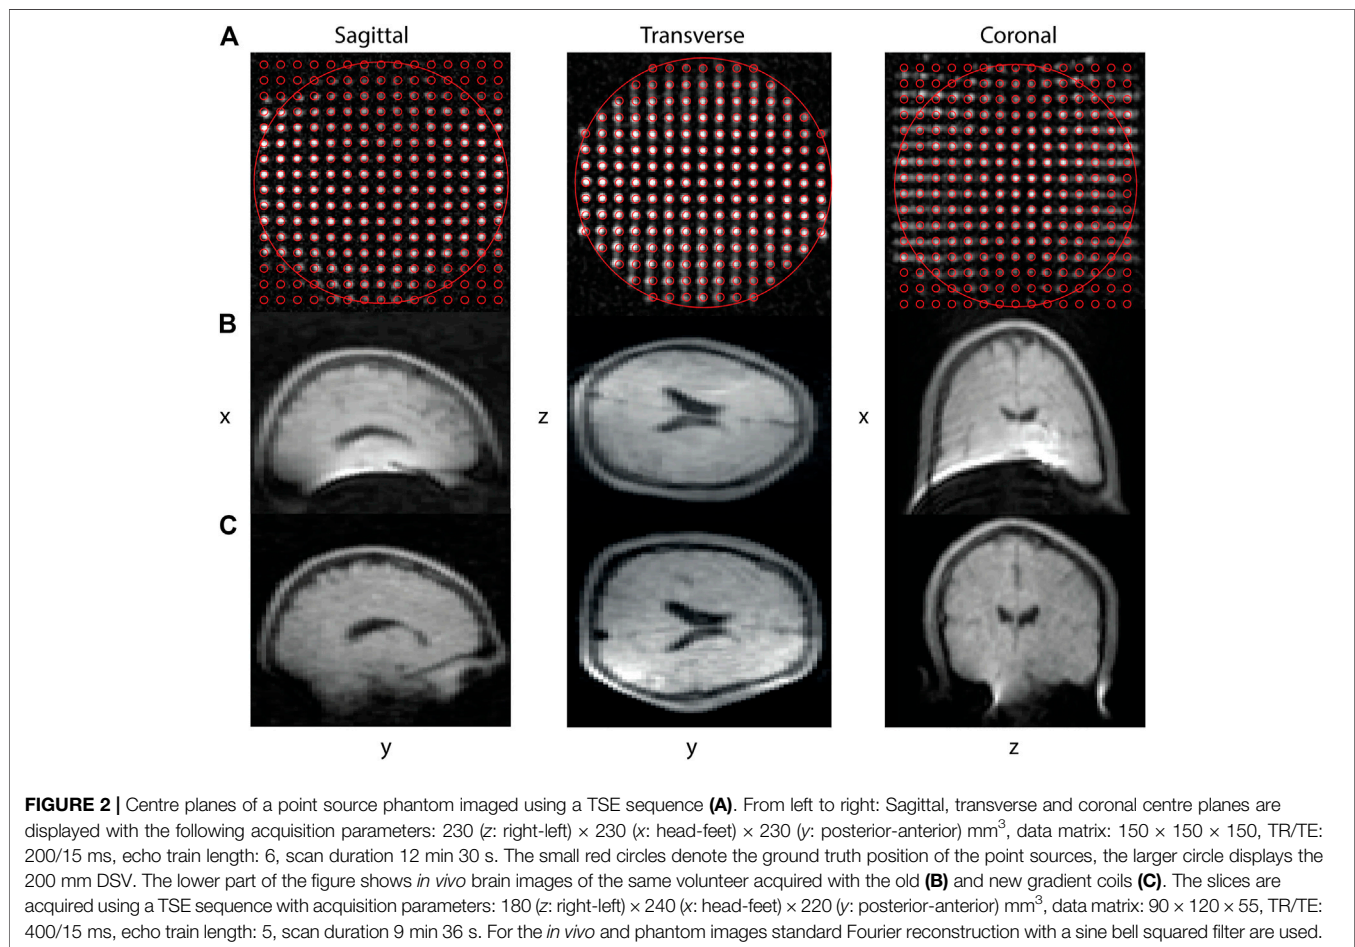 A Sagittal Transverse Coronal
B
x z x
C
y y z
FIGURE 2 | Centre planes of a point source phantom imaged using a TSE sequence (A). From left to right: Sagittal, transverse and coronal centre planes are
displayed with the following acquisition parameters: 230 (z: right-left) × 230 (x: head-feet) × 230 (y: posterior-anterior) mm³, data matrix: 150 × 150 × 150, TR/TE:
200/15 ms, echo train length: 6, scan duration 12 min 30 s. The small red circles denote the ground truth position of the point sources, the larger circle displays the
200 mm DSV. The lower part of the figure shows in vivo brain images of the same volunteer acquired with the old (B) and new gradient coils (C). The slices are
acquired using a TSE sequence with acquisition parameters: 180 (z: right-left) × 240 (x: head-feet) × 220 (y: posterior-anterior) mm³, data matrix: 90 × 120 × 55, TR/TE:
400/15 ms, echo train length: 5, scan duration 9 min 36 s. For the in vivo and phantom images standard Fourier reconstruction with a sine bell squared filter are used.